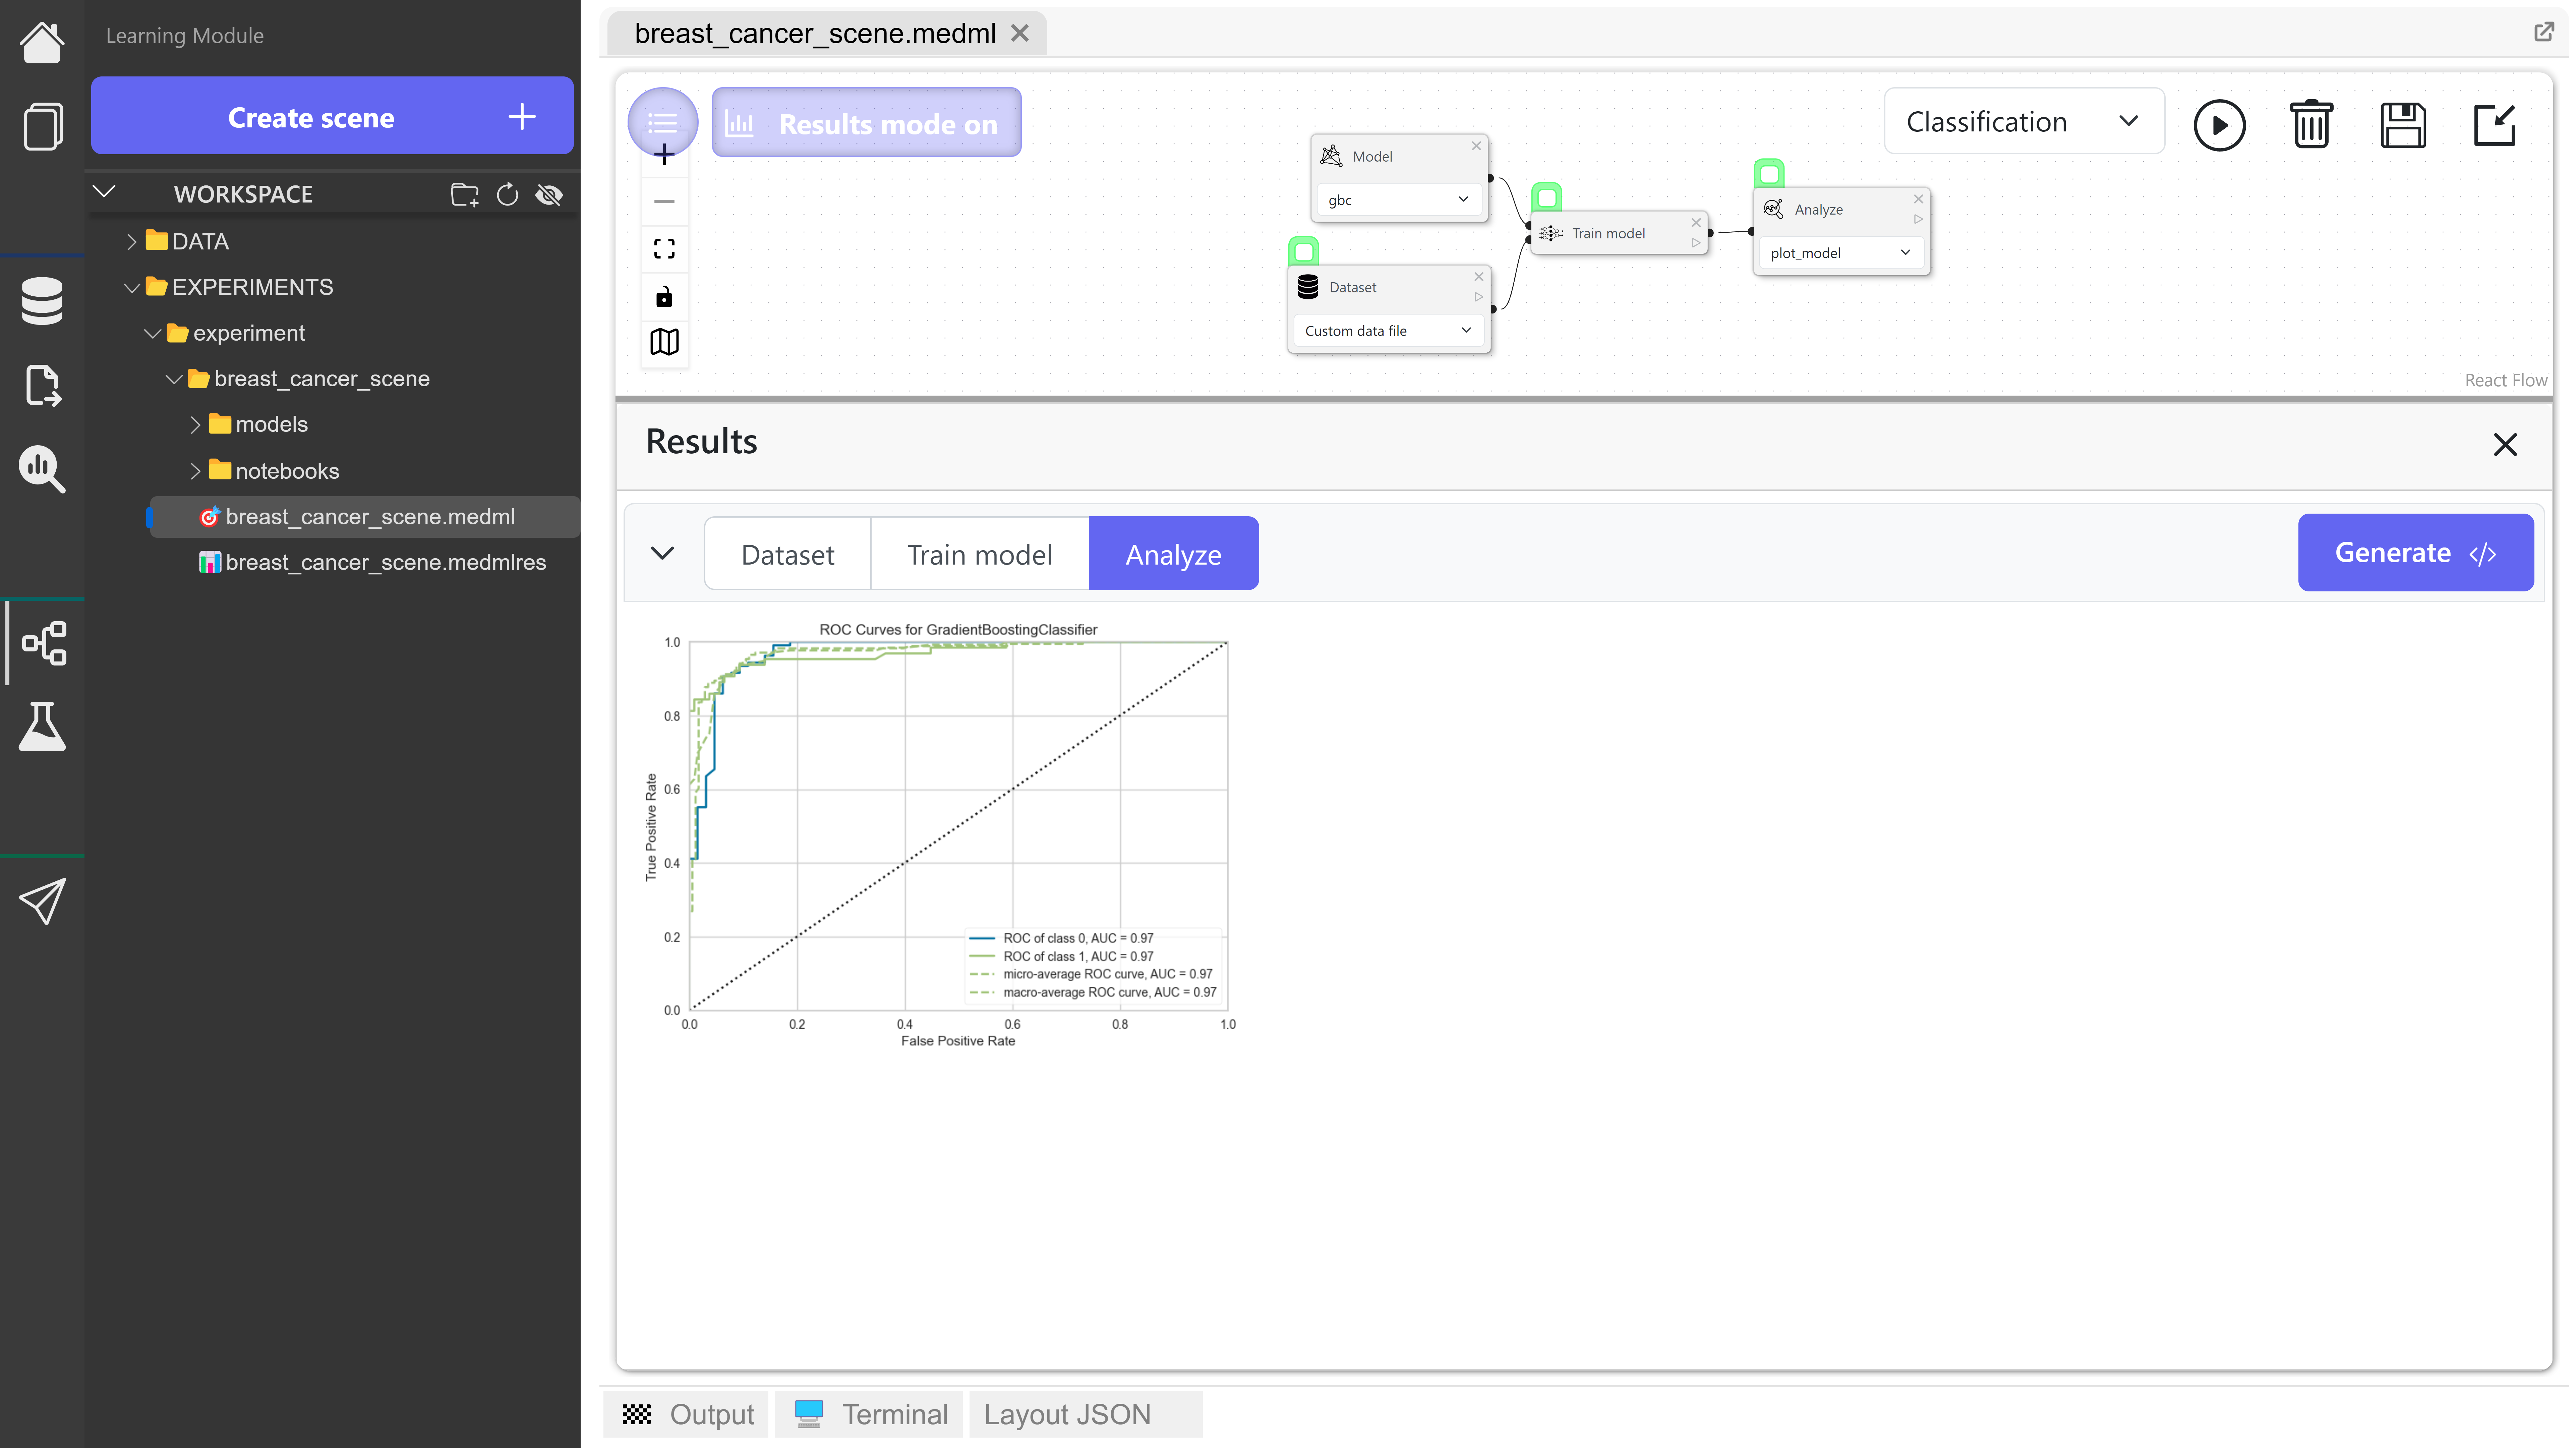 Learning Module
Create scene
WORKSPACE
DATA
EXPERIMENTS
experiment
breast_cancer_scene
models
notebooks
breast_cancer_scene.medml
breast_cancer_scene.medmlres
breast_cancer_scene.medml
Results mode on
Classification
Model
gbc
Dataset
Custom data file
Train model
Analyze
plot_model
React Flow
Results
Dataset
Train model
Analyze
Generate </>
ROC Curves for GradientBoostingClassifier
1.0
0.8
0.6
0.4
0.2
0.0
True Positive Rate
ROC of class 0, AUC = 0.97
ROC of class 1, AUC = 0.97
micro-average ROC curve, AUC = 0.97
macro-average ROC curve, AUC = 0.97
0.0 0.2 0.4 0.6 0.8 1.0
False Positive Rate
Output
Terminal
Layout JSON